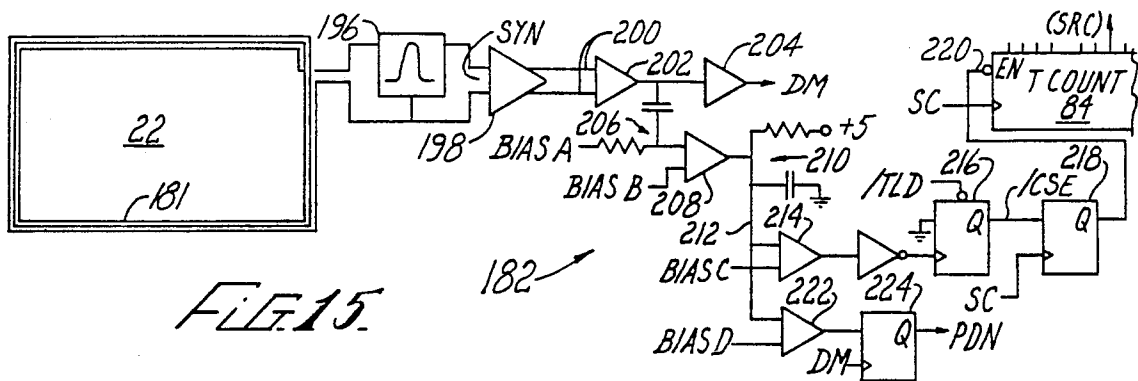 196
SYN
200
202
204
DM
198
22
181
206
BIAS A
BIAS B
208
+5
210
212
214
BIAS C
182
/TLD
216
Q
/CSE
218
Q
SC
220
EN
(SRC)
T COUNT
84
SC
222
BIAS D
224
Q
PDN
DM
FIG. 15.